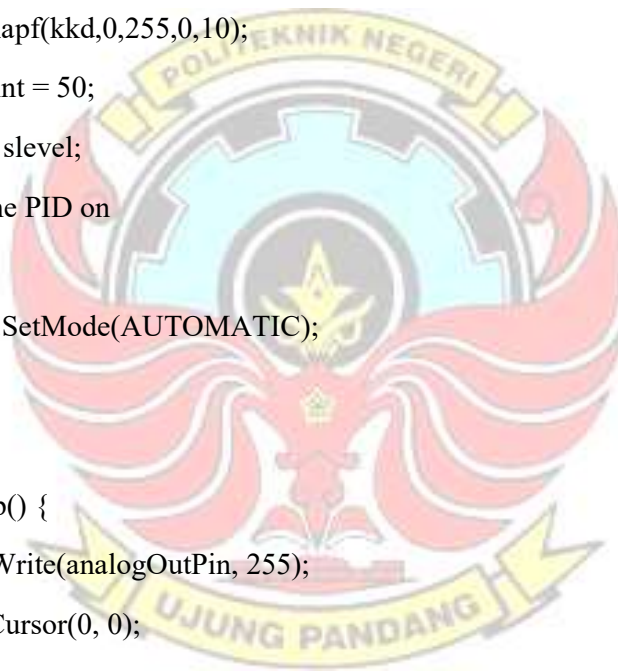 apf(kkd,0,255,0,10);
POLITEKNIK NEGERI
nt = 50;
slevel;
ne PID on
SetMode(AUTOMATIC);
o() {
Write(analogOutPin, 255);
Cursor(0, 0);
UJUNG PANDANG